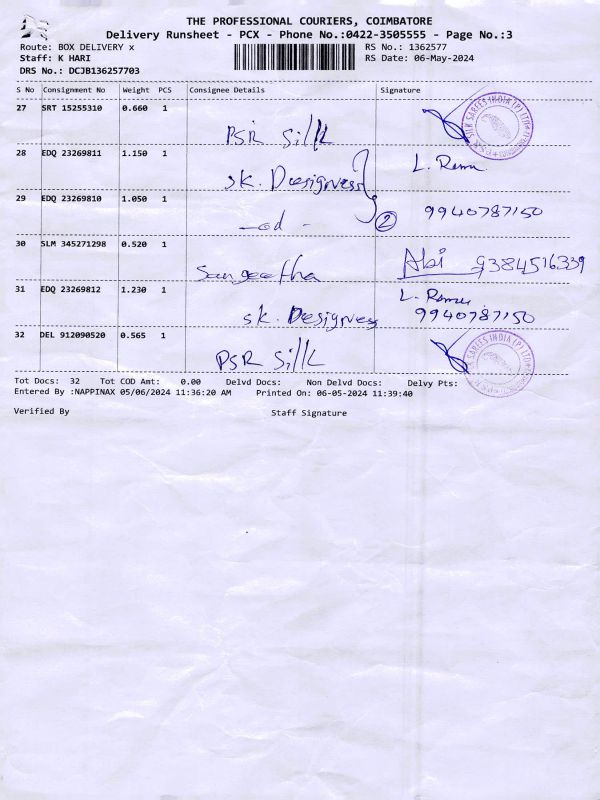 THE PROFESSIONAL COURIERS, COIMBATORE
Delivery Runsheet - PCX - Phone No.:0422-3505555 - Page No.:3
Route: BOX DELIVERY x
RS No.: 1362577
Staff: K HARI
RS Date: 06-May-2024
DRS No.: DCJB136257703
S No Consignment No Weight PCS Consignee Details Signature
27 SRT 15255310 0.660 1
PSR Silk
28 EDQ 23269811 1.150 1
SK. Designess
L. Remu
29 EDQ 23269810 1.050 1
2 9940787150
30 SLM 345271298 0.520 1
Sangeetha
Abi 9384516339
31 EDQ 23269812 1.230 1
L. Remu
SK. Designess
9940787150
32 DEL 912090520 0.565 1
PSR Silk
Tot Docs: 32 Tot COD Amt: 0.00 Delvd Docs: Non Delvd Docs: Delvy Pts:
Entered By :NAPPINAX 05/06/2024 11:36:20 AM Printed On: 06-05-2024 11:39:40
Verified By
Staff Signature